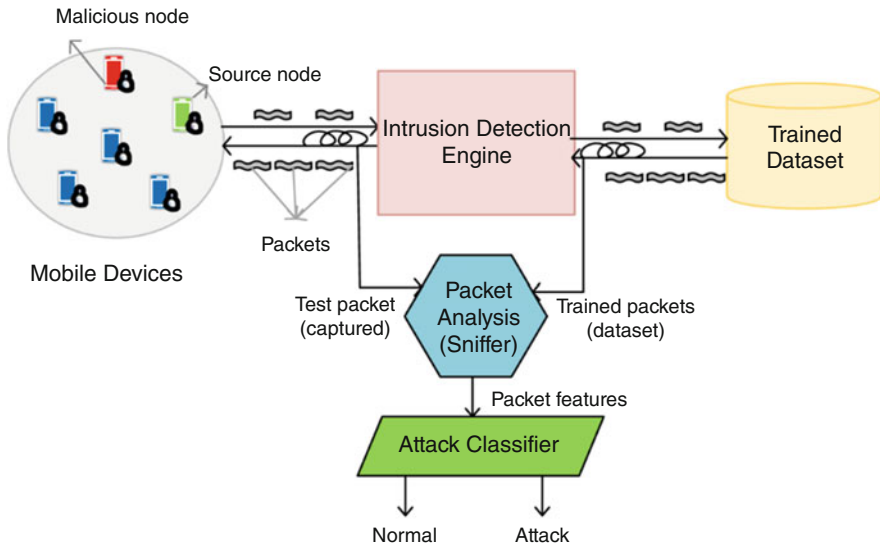 Malicious node
Source node
Intrusion Detection
Engine
Trained
Dataset
Packets
Mobile Devices
Test packet
(captured)
Packet
Analysis
(Sniffer)
Trained packets
(dataset)
Packet features
Attack Classifier
Normal
Attack